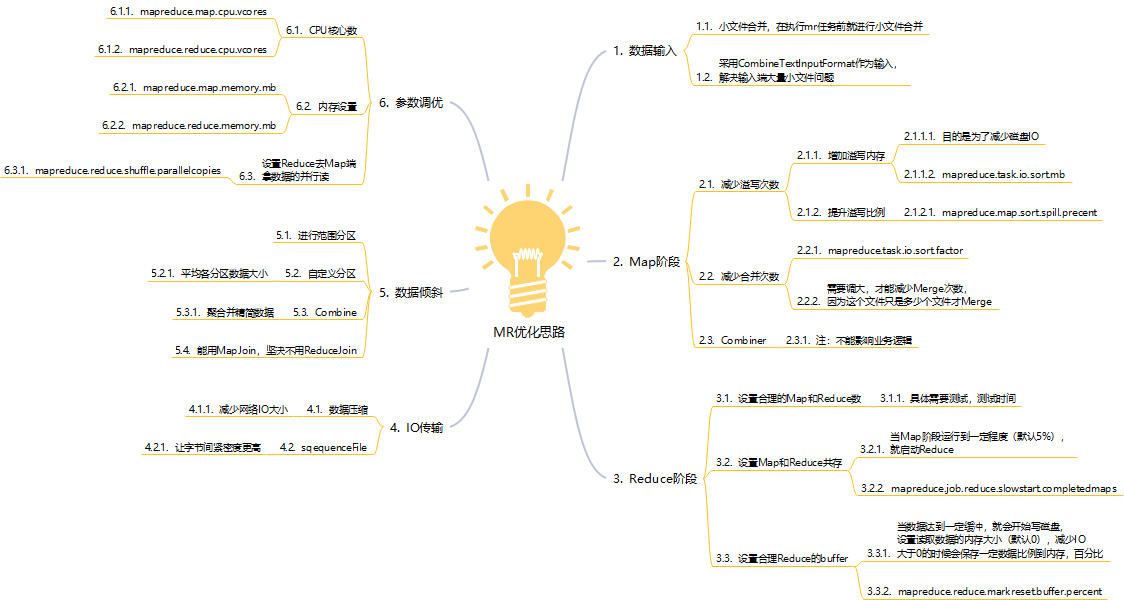 MR优化思路
1. 数据输入
1.1. 小文件合并，在执行mr任务前就进行小文件合并
采用CombineTextInputFormat作为输入，
1.2. 解决输入端大量小文件问题
2. Map阶段
2.1. 减少溢写次数
2.1.1. 增加溢写内存
2.1.1.1. 目的是为了减少磁盘IO
2.1.1.2. mapreduce.task.io.sort.mb
2.1.2. 提升溢写比例
2.1.2.1. mapreduce.map.sort.spill.precent
2.2. 减少合并次数
2.2.1. mapreduce.task.io.sort.factor
需要调大，才能减少Merge次数，
2.2.2. 因为这个文件只是多少个文件才Merge
2.3. Combiner
2.3.1. 注：不能影响业务逻辑
3. Reduce阶段
3.1. 设置合理的Map和Reduce数
3.1.1. 具体需要测试，测试时间
3.2. 设置Map和Reduce共存
当Map阶段运行到一定程度（默认5%），
3.2.1. 就启动Reduce
3.2.2. mapreduce.job.reduce.slowstart.completedmaps
3.3. 设置合理Reduce的buffer
当数据达到一定缓冲，就会开始写磁盘，
设置读取数据的内存大小（默认0），减少IO
3.3.1. 大于0的时候会保存一定数据比例到内存，百分比
3.3.2. mapreduce.reduce.markreset.buffer.percent
4. IO传输
4.1. 数据压缩
4.1.1. 减少网络IO大小
4.2. sqequenceFile
4.2.1. 让字节间紧密度更高
5. 数据倾斜
5.1. 进行范围分区
5.2. 自定义分区
5.2.1. 平均各分区数据大小
5.3. Combine
5.3.1. 聚合并精简数据
5.4. 能用MapJoin，坚决不用ReduceJoin
6. 参数调优
6.1. CPU核心数
6.1.1. mapreduce.map.cpu.vcores
6.1.2. mapreduce.reduce.cpu.vcores
6.2. 内存设置
6.2.1. mapreduce.map.memory.mb
6.2.2. mapreduce.reduce.memory.mb
设置Reduce去Map端
6.3. 拿数据的并行读
6.3.1. mapreduce.reduce.shuffle.parallelcopies